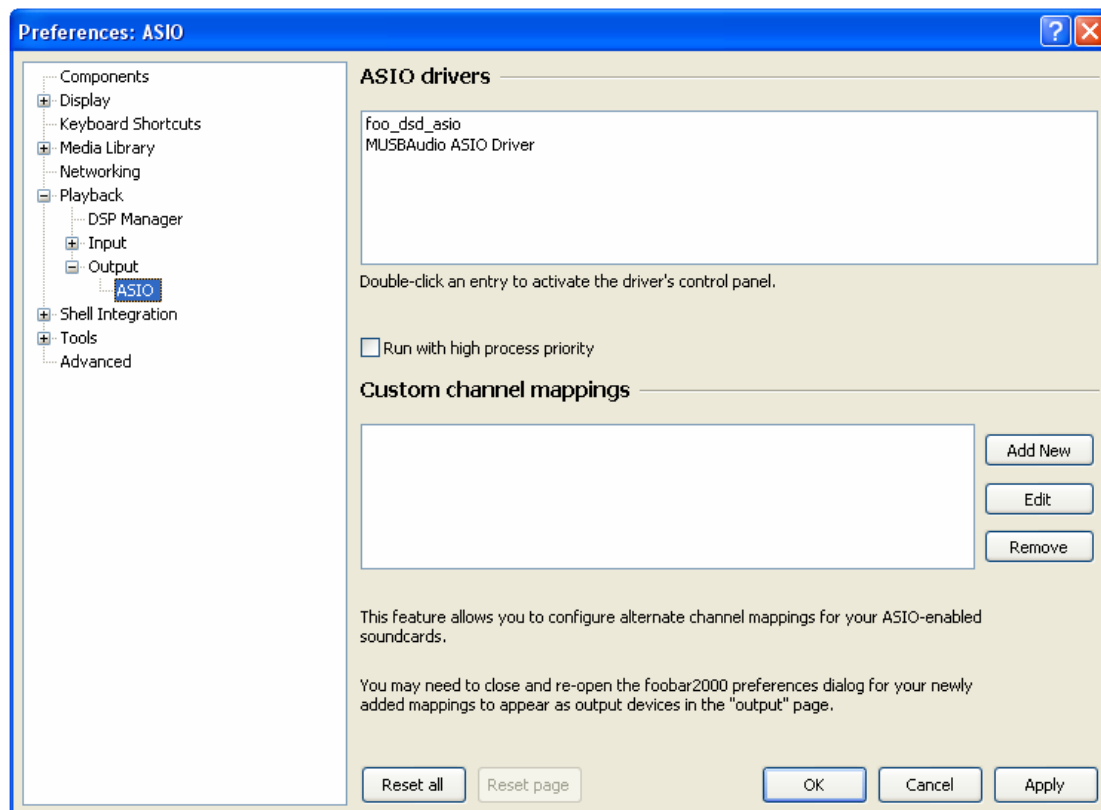 Preferences: ASIO
Components
Display
Keyboard Shortcuts
Media Library
Networking
Playback
DSP Manager
Input
Output
ASIO
Shell Integration
Tools
Advanced
ASIO drivers
foo_dsd_asio
MUSBAudio ASIO Driver
Double-click an entry to activate the driver's control panel.
Run with high process priority
Custom channel mappings
Add New
Edit
Remove
This feature allows you to configure alternate channel mappings for your ASIO-enabled
soundcards.
You may need to close and re-open the foobar2000 preferences dialog for your newly
added mappings to appear as output devices in the "output" page.
Reset all
Reset page
OK
Cancel
Apply